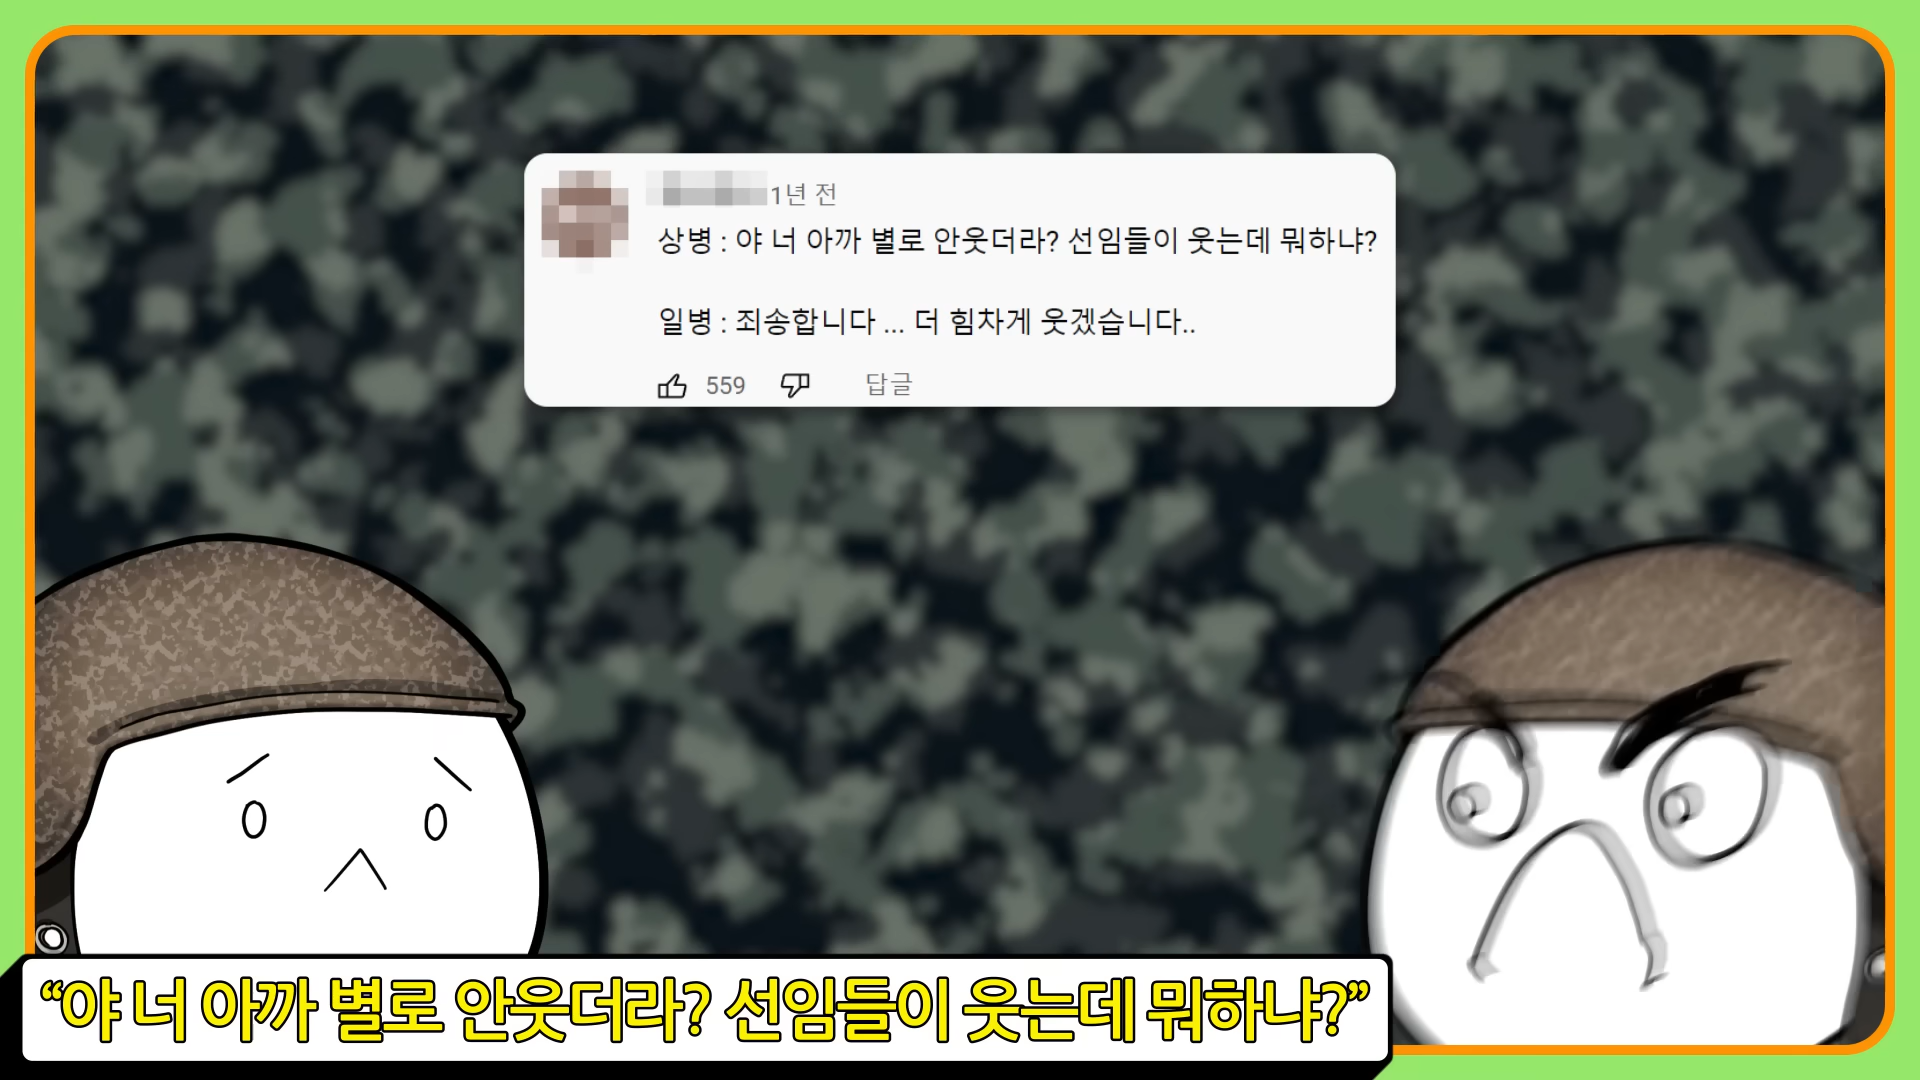 1년 전
상병 : 야 너 아까 별로 안웃더라? 선임들이 웃는데 뭐하냐?
일병 : 죄송합니다 ... 더 힘차게 웃겠습니다..
559 답글
“야 너 아까 별로 안웃더라? 선임들이 웃는데 뭐하냐?”